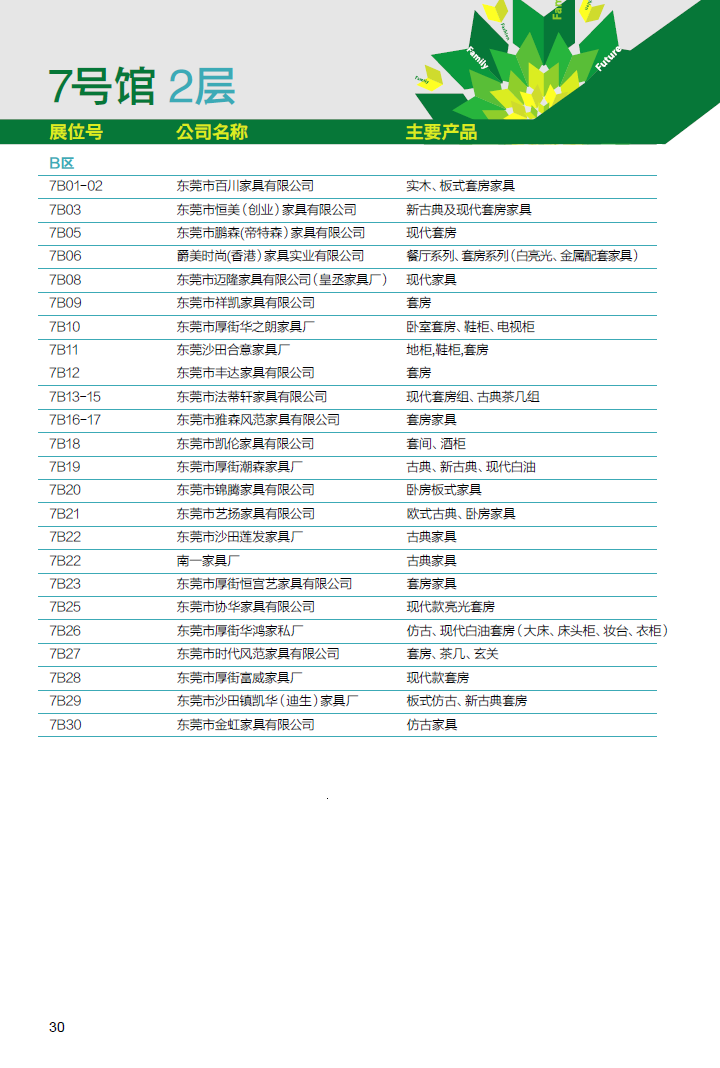 Family
Future
7号馆 2层
展位号 公司名称 主要产品
B区
7B01-02 东莞市百川家具有限公司 实木、板式套房家具
7B03 东莞市恒美（创业）家具有限公司 新古典及现代套房家具
7B05 东莞市鹏森(帝特森）家具有限公司 现代套房
7B06 爵美时尚(香港）家具实业有限公司 餐厅系列、套房系列（白亮光、金属配套家具）
7B08 东莞市迈隆家具有限公司（皇丞家具厂） 现代家具
7B09 东莞市祥凯家具有限公司 套房
7B10 东莞市厚街华之朗家具厂 卧室套房、鞋柜、电视柜
7B11 东莞沙田合意家具厂 地柜,鞋柜,套房
7B12 东莞市丰达家具有限公司 套房
7B13-15 东莞市法蒂轩家具有限公司 现代套房组、古典茶几组
7B16-17 东莞市雅森风范家具有限公司 套房家具
7B18 东莞市凯伦家具有限公司 套间、酒柜
7B19 东莞市厚街潮森家具厂 古典、新古典、现代白油
7B20 东莞市锦腾家具有限公司 卧房板式家具
7B21 东莞市艺扬家具有限公司 欧式古典、卧房家具
7B22 东莞市沙田莲发家具厂 古典家具
7B22 南一家具厂 古典家具
7B23 东莞市厚街恒宫艺家具有限公司 套房家具
7B25 东莞市协华家具有限公司 现代款亮光套房
7B26 东莞市厚街华鸿家私厂 仿古、现代白油套房（大床、床头柜、妆台、衣柜）
7B27 东莞市时代风范家具有限公司 套房、茶几、玄关
7B28 东莞市厚街富威家具厂 现代款套房
7B29 东莞市沙田镇凯华（迪生）家具厂 板式仿古、新古典套房
7B30 东莞市金虹家具有限公司 仿古家具
30